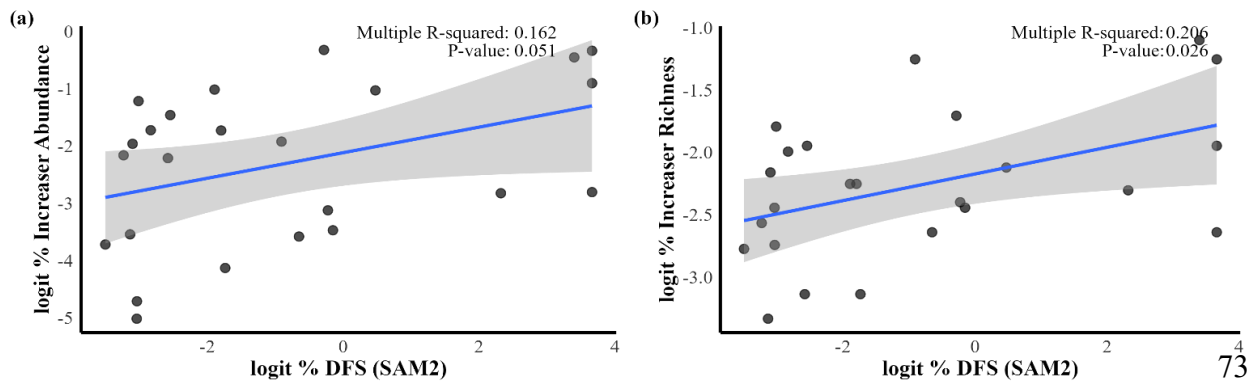 (a)
Multiple R-squared: 0.162
P-value: 0.051
logit % Increaser Abundance
0
-1
-2
-3
-4
-5
-2
0
2
4
logit % DFS (SAM2)
(b)
Multiple R-squared: 0.206
P-value: 0.026
logit % Increaser Richness
-1.0
-1.5
-2.0
-2.5
-3.0
-2
0
2
4
logit % DFS (SAM2)
73